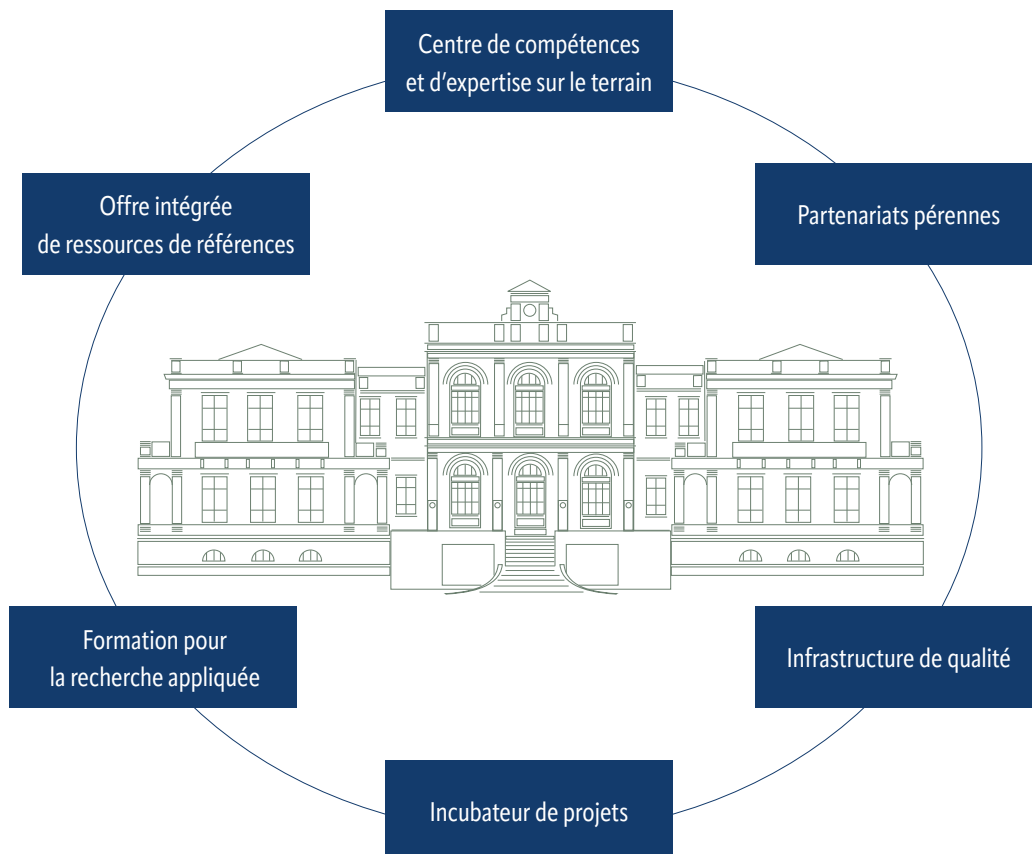 Centre de compétences
et d'expertise sur le terrain
Offre intégrée
de ressources de références
Partenariats pérennes
Formation pour
la recherche appliquée
Infrastructure de qualité
Incubateur de projets